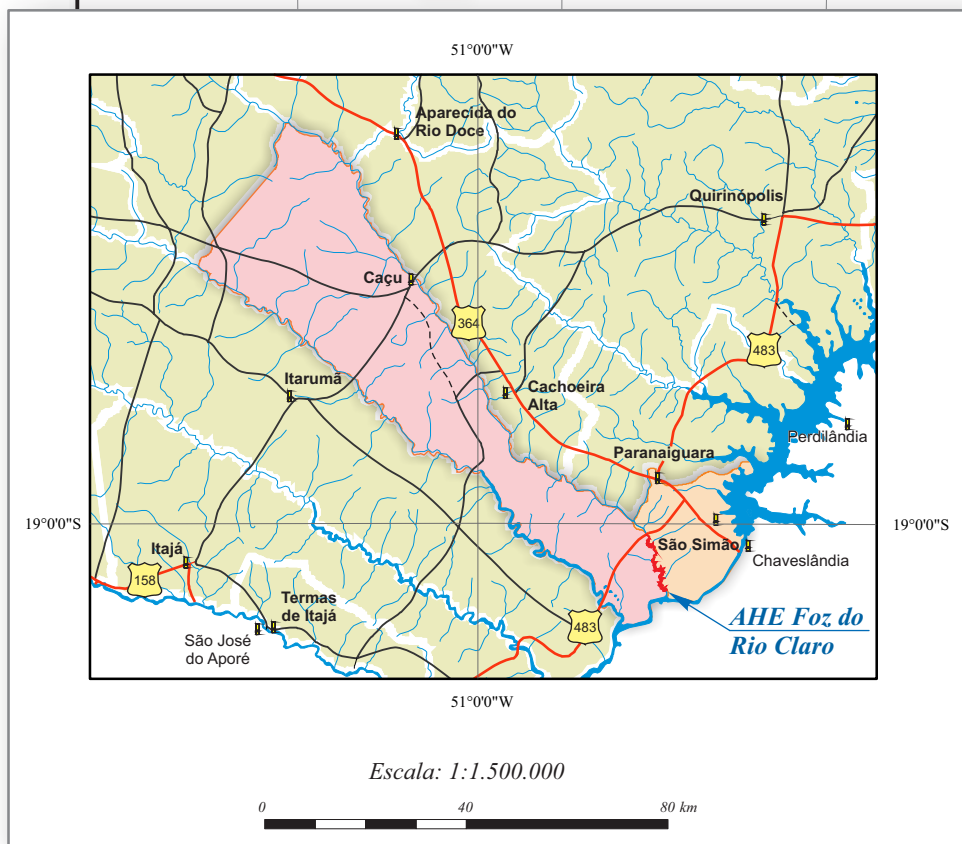 51°0'0"W
Aparecida do
Rio Doce
Quirinópolis
Caçu
364
483
Itarumã
Cachoeira
Alta
Perdilândia
Paranaiguara
19°0'0"S
19°0'0"S
São Simão
Itajá
Chaveslândia
158
Termas
de Itajá
AHE Foz do
Rio Claro
483
São José
do Aporé
51°0'0"W
Escala: 1:1.500.000
0 40 80 km